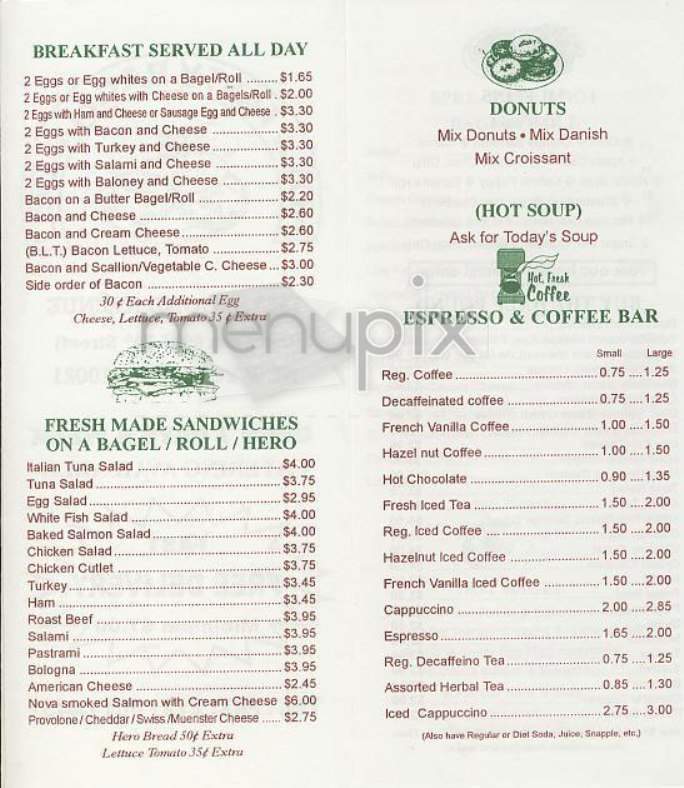 BREAKFAST SERVED ALL DAY
2 Eggs or Egg whites on a Bagel/Roll ......... $1.65
2 Eggs or Egg whites with Cheese on a Bagels/Roll . $2.00
2 Eggs with Ham and Cheese or Sausage Egg and Cheese . $3.30
2 Eggs with Bacon and Cheese .................. $3.30
2 Eggs with Turkey and Cheese .................. $3.30
2 Eggs with Salami and Cheese ................. $3.30
2 Eggs with Baloney and Cheese ............... $3.30
Bacon on a Butter Bagel/Roll ..................... $2.20
Bacon and Cheese ..................................... $2.60
Bacon and Cream Cheese .......................... $2.60
(B.L.T.) Bacon Lettuce, Tomato ................. $2.75
Bacon and Scallion/Vegetable C. Cheese ... $3.00
Side order of Bacon ................................... $2.30
30 ¢ Each Additional Egg
Cheese, Lettuce, Tomato 35 ¢ Extra
FRESH MADE SANDWICHES
ON A BAGEL / ROLL / HERO
Italian Tuna Salad ...................................... $4.00
Tuna Salad ................................................. $3.75
Egg Salad ................................................... $2.95
White Fish Salad ........................................ $4.00
Baked Salmon Salad .................................. $4.00
Chicken Salad ............................................. $3.75
Chicken Cutlet ............................................ $3.75
Turkey ......................................................... $3.45
Ham ............................................................ $3.45
Roast Beef .................................................. $3.95
Salami ......................................................... $3.95
Pastrami ...................................................... $3.95
Bologna ....................................................... $3.95
American Cheese ....................................... $2.45
Nova smoked Salmon with Cream Cheese $6.00
Provolone / Cheddar / Swiss /Muenster Cheese ...... $2.75
Hero Bread 50¢ Extra
Lettuce Tomato 35¢ Extra
DONUTS
Mix Donuts • Mix Danish
Mix Croissant
(HOT SOUP)
Ask for Today's Soup
Hot, Fresh
Coffee
ESPRESSO & COFFEE BAR
Small Large
Reg. Coffee .................................... 0.75 .... 1.25
Decaffeinated coffee ....................... 0.75 .... 1.25
French Vanilla Coffee ...................... 1.00 .... 1.50
Hazel nut Coffee ............................. 1.00 .... 1.50
Hot Chocolate ................................. 0.90 .... 1.35
Fresh Iced Tea ................................ 1.50 .... 2.00
Reg. Iced Coffee ............................. 1.50 .... 2.00
Hazelnut Iced Coffee ....................... 1.50 .... 2.00
French Vanilla Iced Coffee .............. 1.50 .... 2.00
Cappuccino .................................... 2.00 .... 2.85
Espresso ......................................... 1.65 .... 2.00
Reg. Decaffeino Tea ........................ 0.75 .... 1.25
Assorted Herbal Tea ........................ 0.85 .... 1.30
Iced Cappuccino ............................. 2.75 .... 3.00
(Also have Regular or Diet Soda, Juice, Snapple, etc.)
menupix